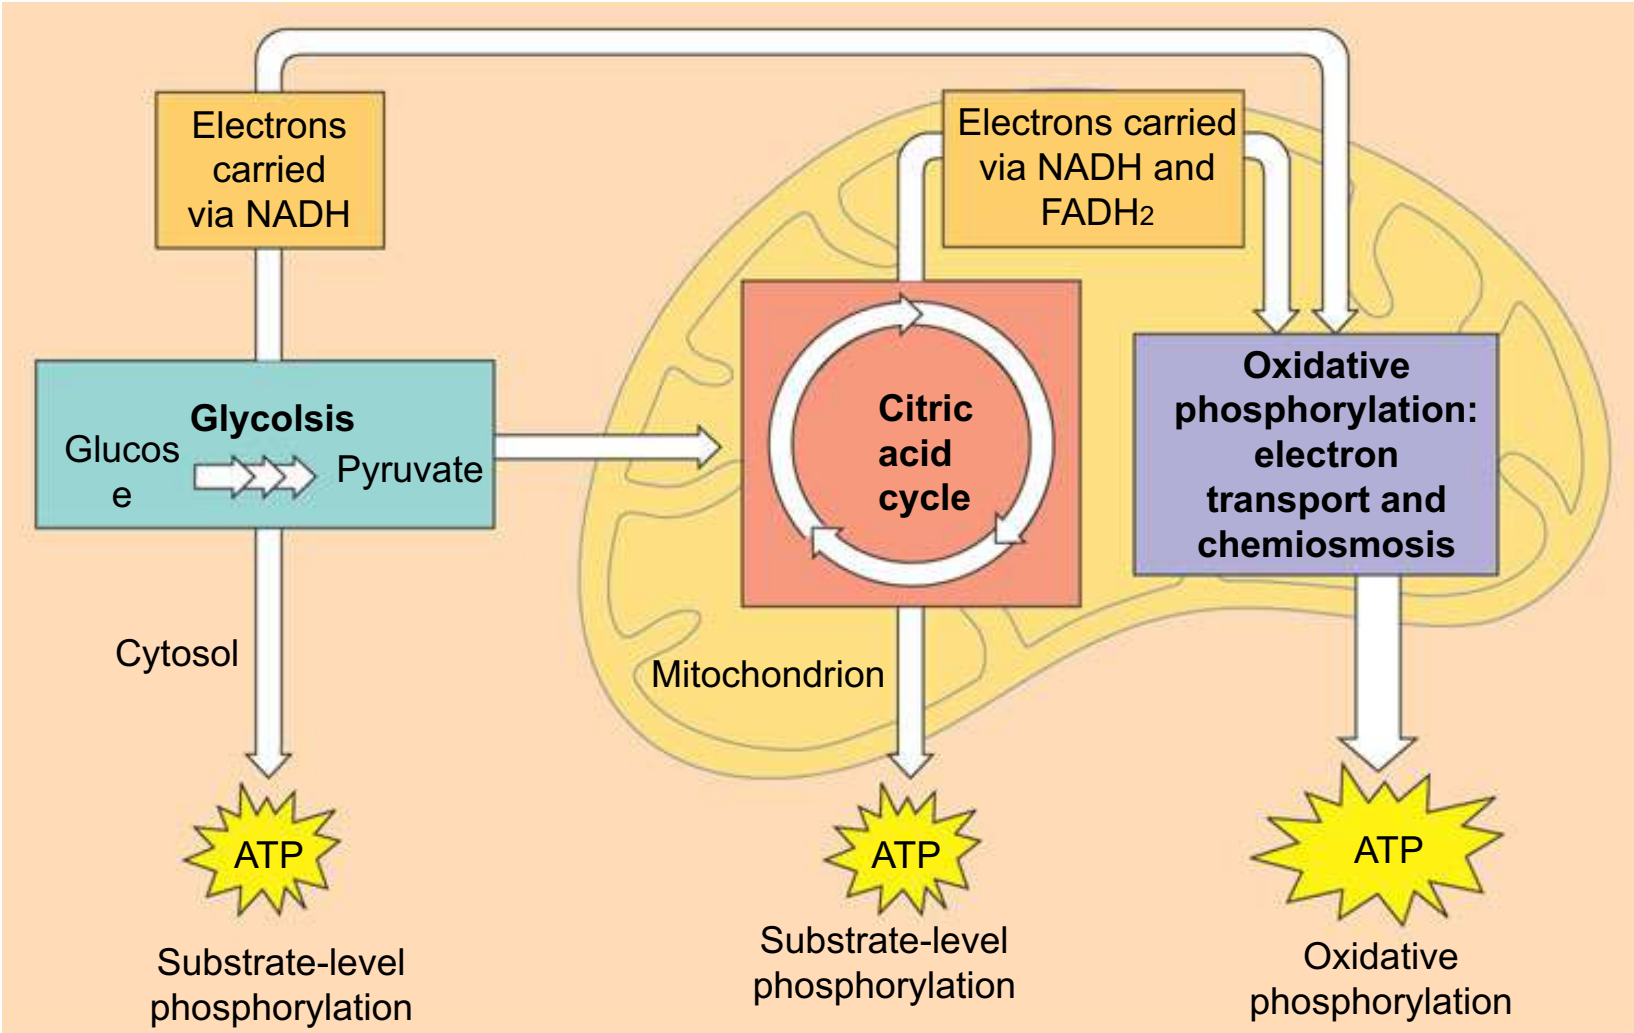 Electrons
carried
via NADH
Electrons carried
via NADH and
FADH2
Glycolsis
Glucos
e
Pyruvate
Citric
acid
cycle
Oxidative
phosphorylation:
electron
transport and
chemiosmosis
Cytosol
Mitochondrion
ATP
ATP
ATP
Substrate-level
phosphorylation
Substrate-level
phosphorylation
Oxidative
phosphorylation